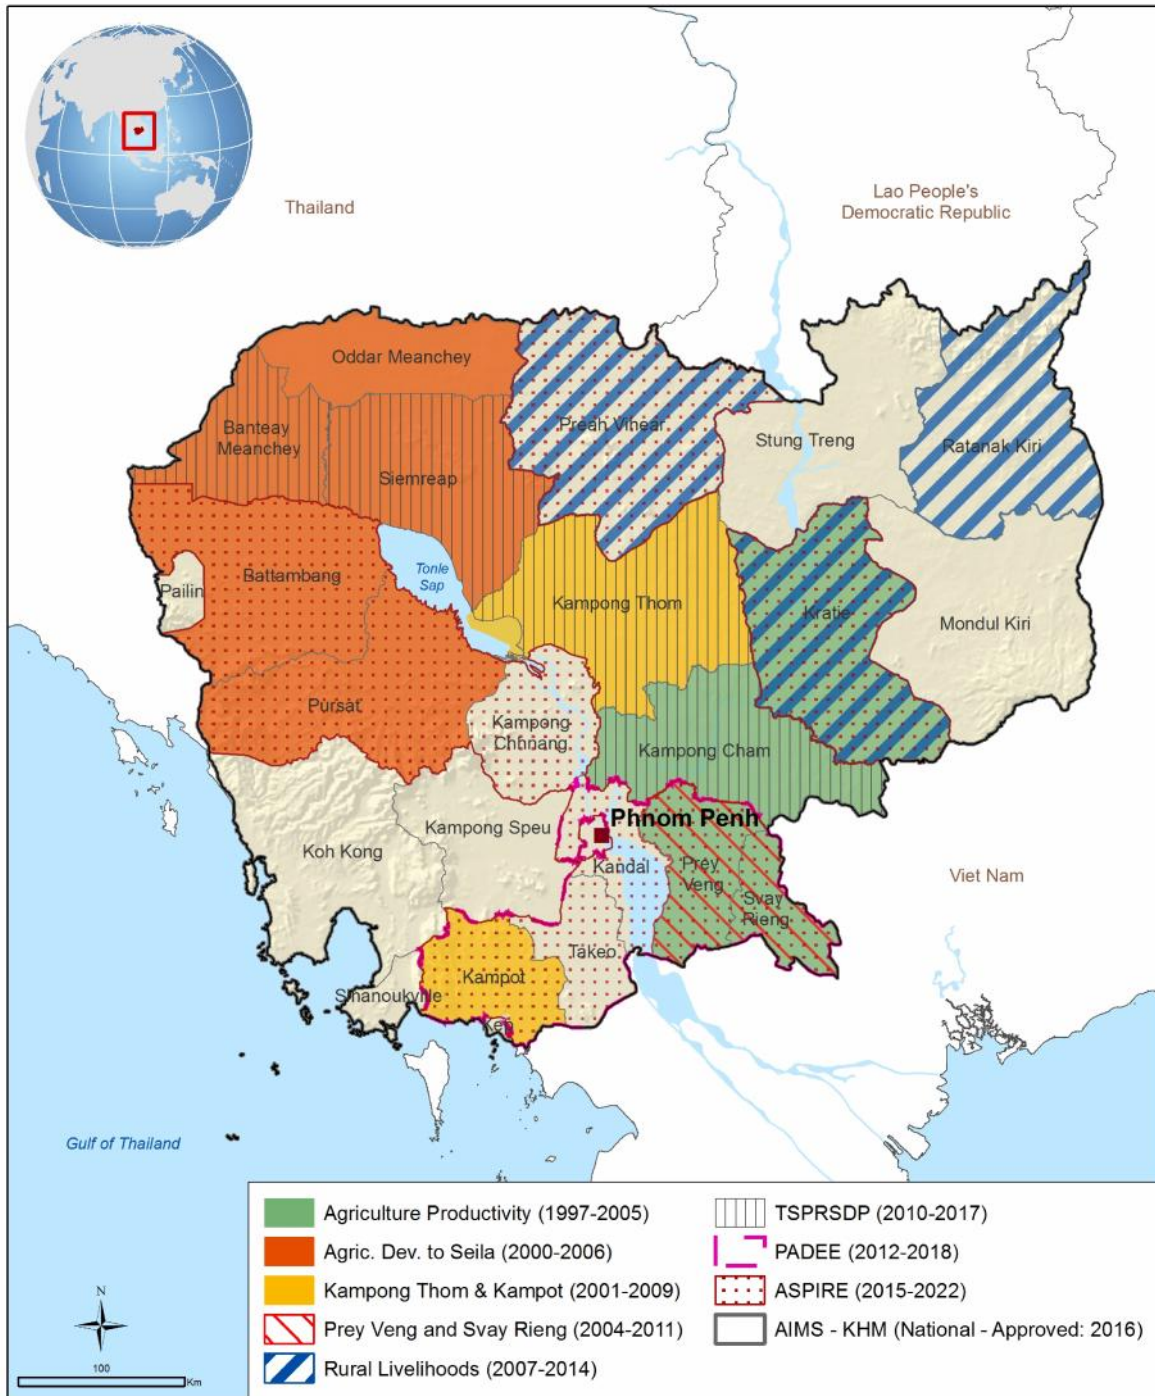 Thailand
Lao People's
Democratic Republic
Oddar Meanchey
Banteay
Meanchey
Siemreap
Preah Vihear
Stung Treng
Ratanak Kiri
Battambang
Tonle
Sap
Pailin
Kampong Thom
Kratie
Mondul Kiri
Pursat
Kampong
Chhnang
Kampong Cham
Kampong Speu
Phnom Penh
Koh Kong
Kandal
Prey
Veng
Svay
Rieng
Viet Nam
Takeo
Kampot
Sihanoukville
Kep
Gulf of Thailand
Agriculture Productivity (1997-2005)
Agric. Dev. to Seila (2000-2006)
Kampong Thom & Kampot (2001-2009)
Prey Veng and Svay Rieng (2004-2011)
Rural Livelihoods (2007-2014)
TSPRSDP (2010-2017)
PADEE (2012-2018)
ASPIRE (2015-2022)
AIMS - KHM (National - Approved: 2016)
N
100
Km